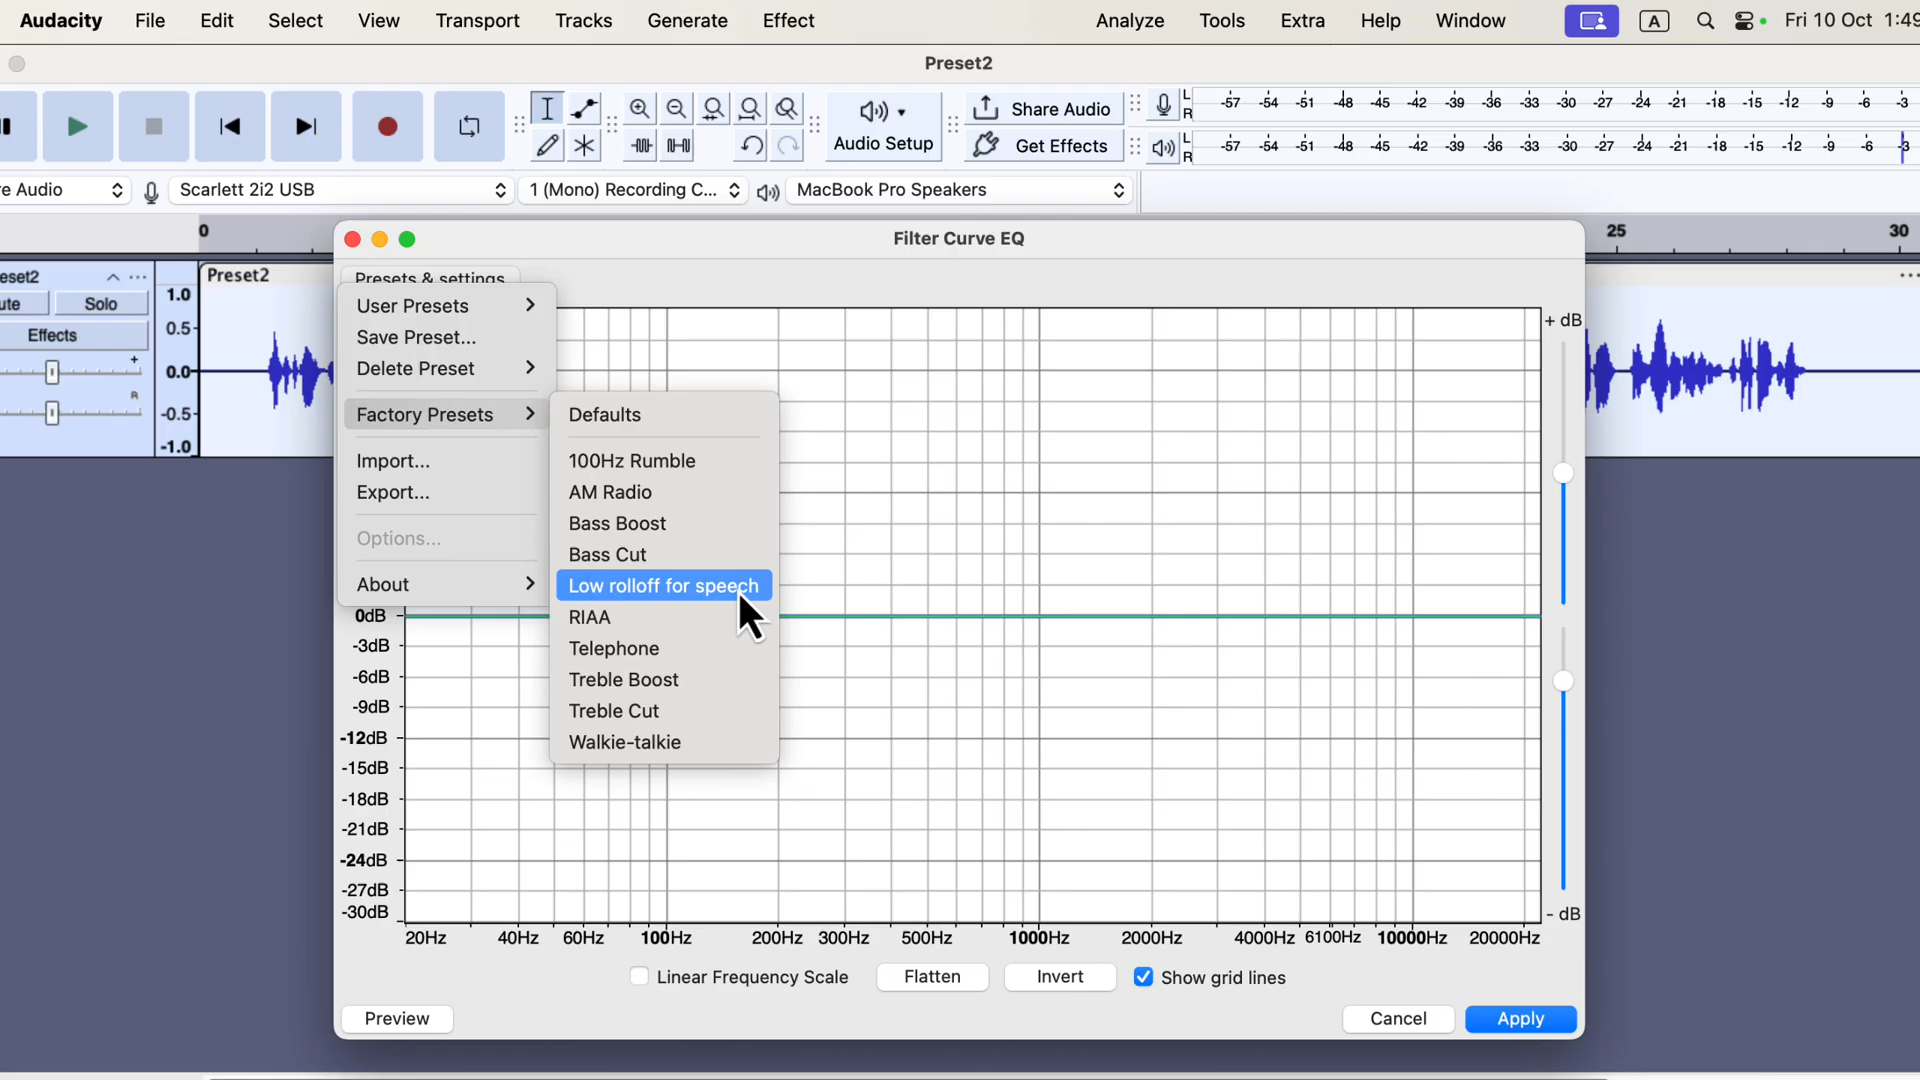 Audacity File Edit Select View Transport Tracks Generate Effect Analyze Tools Extra Help Window A Fri 10 Oct 1:49
Preset2
Audio Setup Share Audio Get Effects
L R -57 -54 -51 -48 -45 -42 -39 -36 -33 -30 -27 -24 -21 -18 -15 -12 -9 -6 -3
L R -57 -54 -51 -48 -45 -42 -39 -36 -33 -30 -27 -24 -21 -18 -15 -12 -9 -6 -3
re Audio Scarlett 2i2 USB 1 (Mono) Recording C... MacBook Pro Speakers
0 25 30
Filter Curve EQ
eset2 Preset2
Presets & settings
ute Solo
Effects
+
R
1.0
0.5
0.0
-0.5
-1.0
User Presets
Save Preset...
Delete Preset
Factory Presets
Import...
Export...
Options...
About
Defaults
100Hz Rumble
AM Radio
Bass Boost
Bass Cut
Low rolloff for speech
RIAA
Telephone
Treble Boost
Treble Cut
Walkie-talkie
+ dB
- dB
0dB
-3dB
-6dB
-9dB
-12dB
-15dB
-18dB
-21dB
-24dB
-27dB
-30dB
20Hz 40Hz 60Hz 100Hz 200Hz 300Hz 500Hz 1000Hz 2000Hz 4000Hz 6100Hz 10000Hz 20000Hz
Linear Frequency Scale Flatten Invert Show grid lines
Preview Cancel Apply